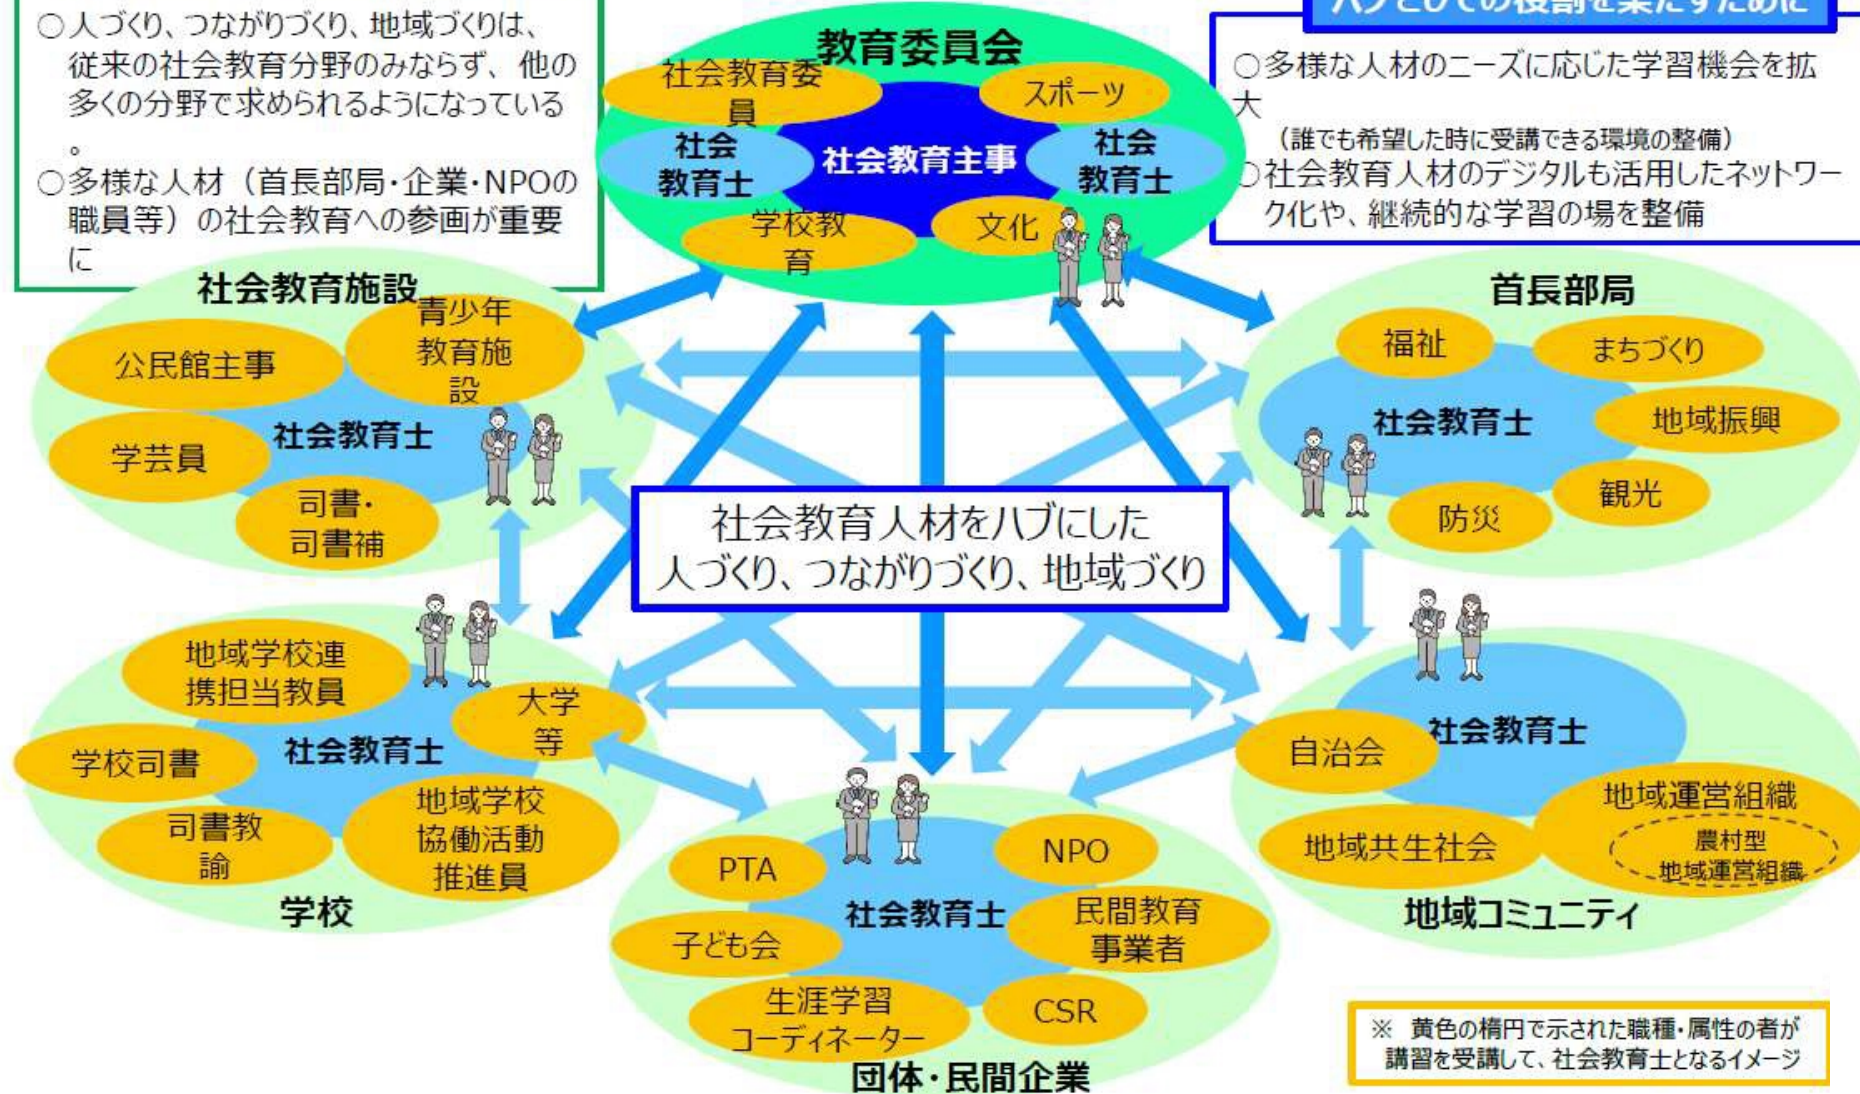 ○人づくり、つながりづくり、地域づくりは、
従来の社会教育分野のみならず、他の
多くの分野で求められるようになっている
。
○多様な人材（首長部局・企業・NPOの
職員等）の社会教育への参画が重要
に
ハブとしての役割を果たすために
○多様な人材のニーズに応じた学習機会を拡
大
（誰でも希望した時に受講できる環境の整備）
○社会教育人材のデジタルも活用したネットワー
ク化や、継続的な学習の場を整備
教育委員会
社会教育委
員
スポーツ
社会
教育士
社会教育主事
社会
教育士
学校教
育
文化
社会教育施設
青少年
教育施
設
公民館主事
社会教育士
学芸員
司書・
司書補
首長部局
福祉
まちづくり
社会教育士
地域振興
観光
防災
社会教育人材をハブにした
人づくり、つながりづくり、地域づくり
地域学校連
携担当教員
大学
等
社会教育士
学校司書
地域学校
協働活動
推進員
司書教
諭
学校
PTA
NPO
社会教育士
民間教育
事業者
子ども会
生涯学習
コーディネーター
CSR
団体・民間企業
社会教育士
自治会
地域運営組織
農村型
地域運営組織
地域共生社会
地域コミュニティ
※　黄色の楕円で示された職種・属性の者が
講習を受講して、社会教育士となるイメージ